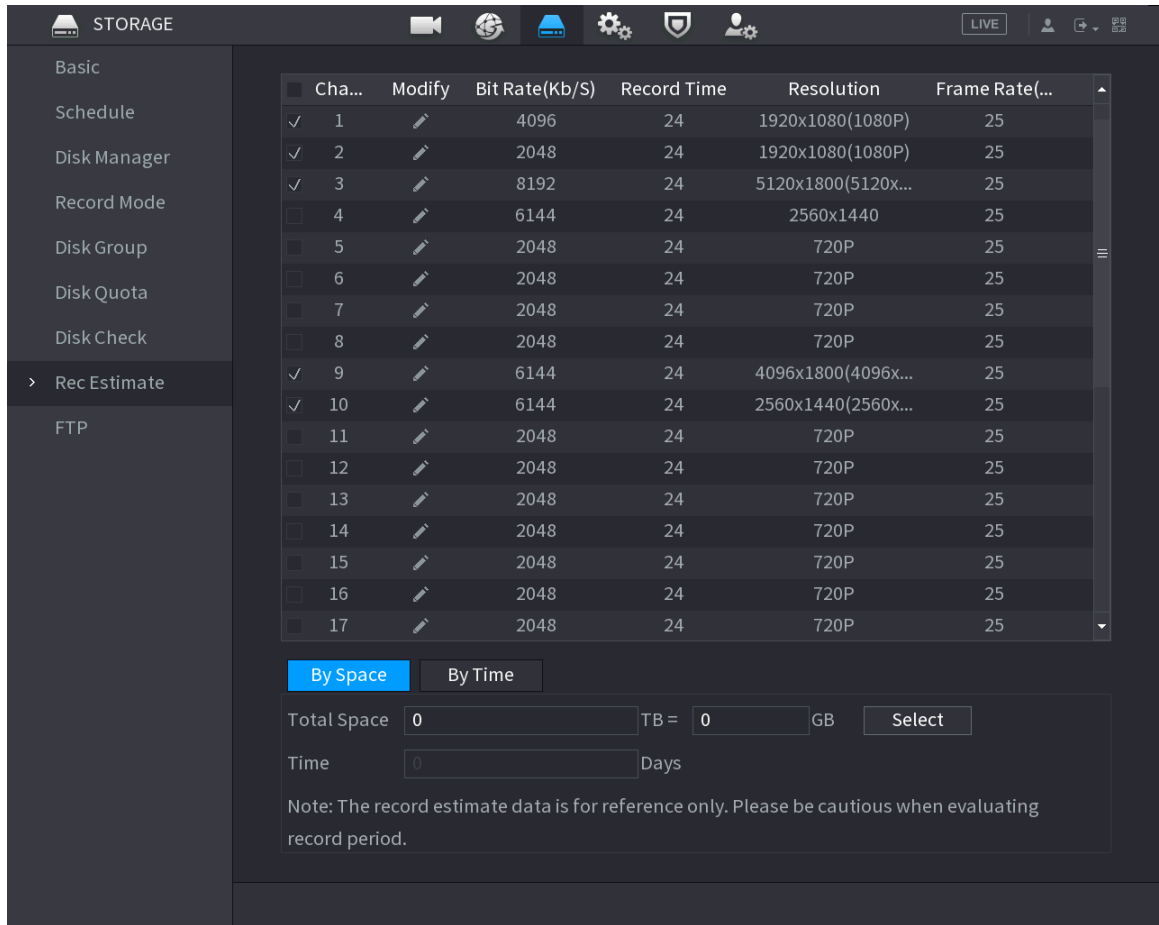 STORAGE LIVE
Basic
Schedule
Disk Manager
Record Mode
Disk Group
Disk Quota
Disk Check
Rec Estimate
FTP
Cha... Modify Bit Rate(Kb/S) Record Time Resolution Frame Rate(...
1 4096 24 1920x1080(1080P) 25
2 2048 24 1920x1080(1080P) 25
3 8192 24 5120x1800(5120x... 25
4 6144 24 2560x1440 25
5 2048 24 720P 25
6 2048 24 720P 25
7 2048 24 720P 25
8 2048 24 720P 25
9 6144 24 4096x1800(4096x... 25
10 6144 24 2560x1440(2560x... 25
11 2048 24 720P 25
12 2048 24 720P 25
13 2048 24 720P 25
14 2048 24 720P 25
15 2048 24 720P 25
16 2048 24 720P 25
17 2048 24 720P 25
By Space By Time
Total Space 0 TB = 0 GB Select
Time 0 Days
Note: The record estimate data is for reference only. Please be cautious when evaluating
record period.